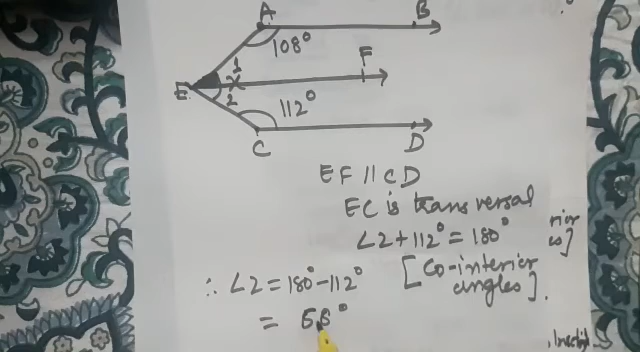 A B
108°
F
1
E x
2
112°
C D
EF || CD
EC is transversal
∠2 + 112° = 180°
∴ ∠2 = 180° - 112° [Co-interior angles].
= 68°